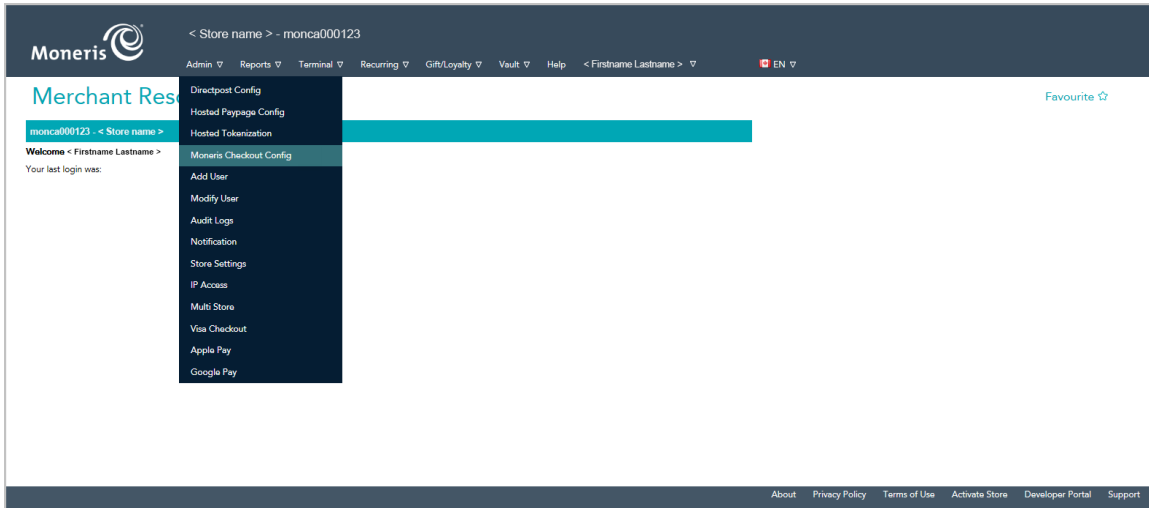 < Store name > - monca000123
Moneris
Admin ▽ Reports ▽ Terminal ▽ Recurring ▽ Gift/Loyalty ▽ Vault ▽ Help < Firstname Lastname > ▽ EN ▽
Merchant Reso
Favourite ☆
monca000123 - < Store name >
Welcome < Firstname Lastname >
Your last login was:
Directpost Config
Hosted Paypage Config
Hosted Tokenization
Moneris Checkout Config
Add User
Modify User
Audit Logs
Notification
Store Settings
IP Access
Multi Store
Visa Checkout
Apple Pay
Google Pay
About Privacy Policy Terms of Use Activate Store Developer Portal Support